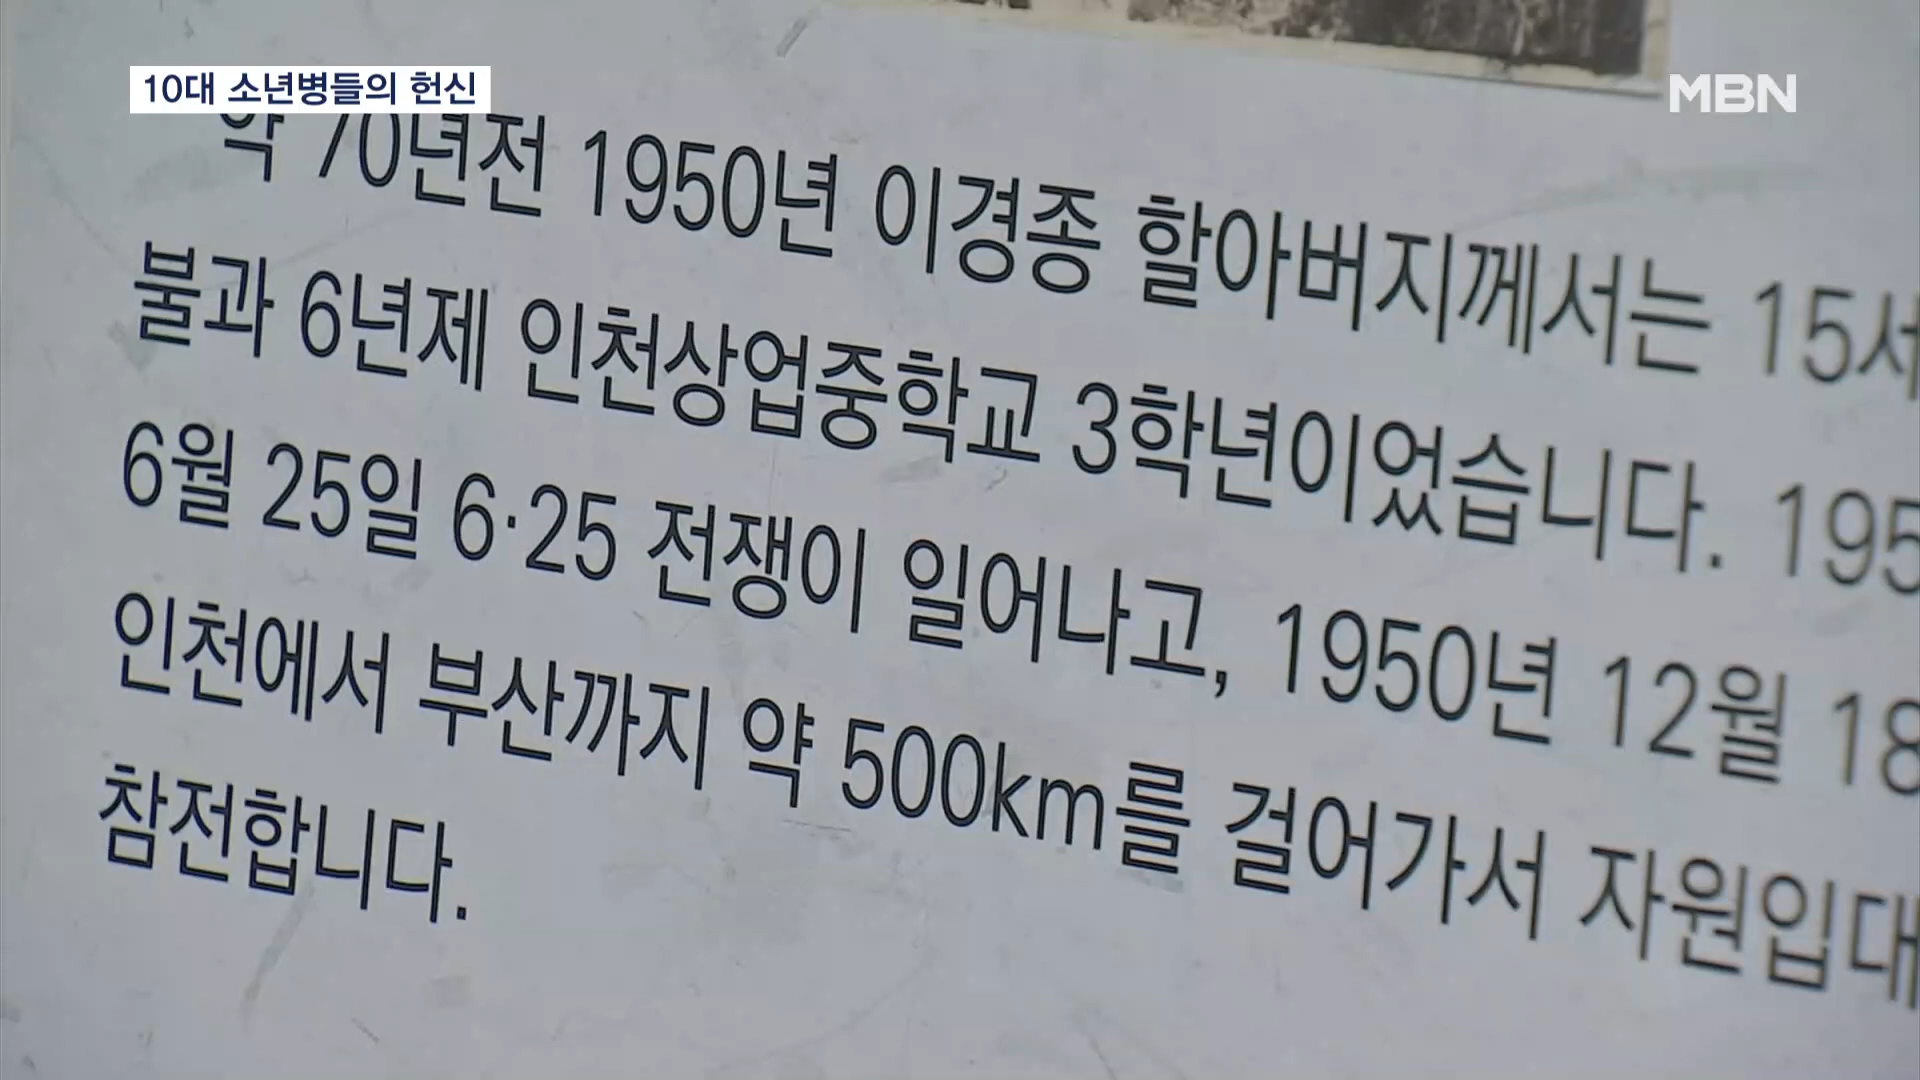 10대 소년병들의 헌신
MBN
약 70년전 1950년 이경종 할아버지께서는 15세
불과 6년제 인천상업중학교 3학년이었습니다. 195
6월 25일 6·25 전쟁이 일어나고, 1950년 12월 18
인천에서 부산까지 약 500km를 걸어가서 자원입대
참전합니다.